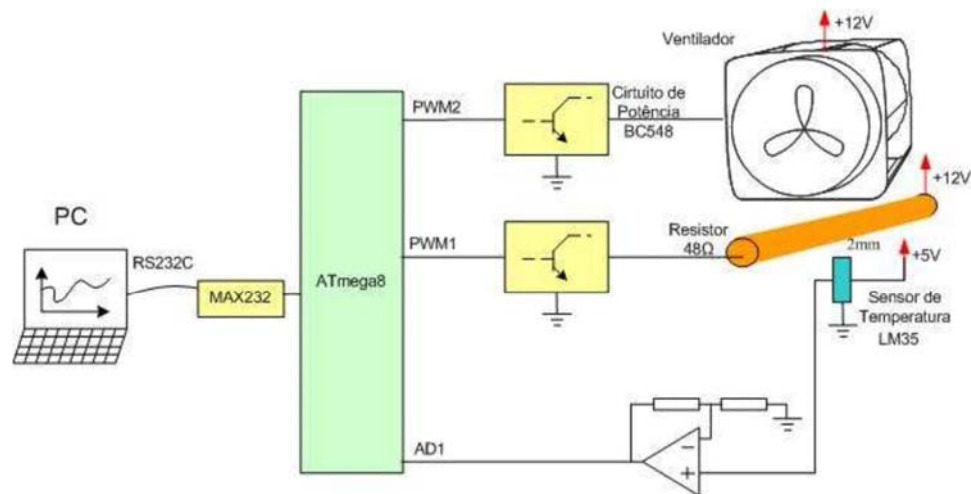 +12V
Ventilador
PWM2
Cirtuíto de
Potência
BC548
+12V
PC
PWM1
Resistor
48Ω
2mm
+5V
RS232C
MAX232
ATmega8
Sensor de
Temperatura
LM35
AD1
−
+